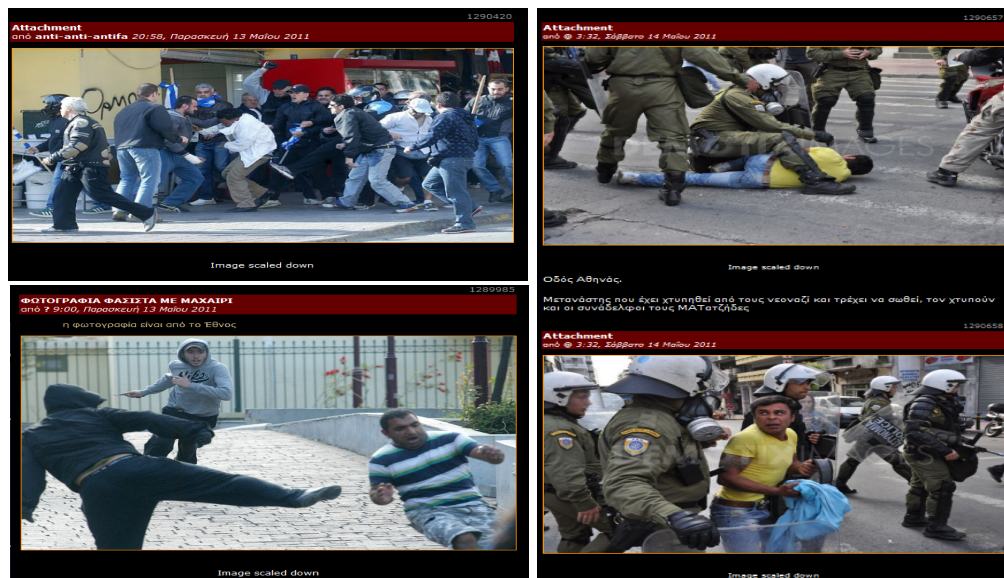 1290420
Attachment
από anti-anti-antifa 20:58, Παρασκευή 13 Μαΐου 2011
Image scaled down
1289985
ΦΩΤΟΓΡΑΦΙΑ ΦΑΣΙΣΤΑ ΜΕ ΜΑΧΑΙΡΙ
από ? 9:00, Παρασκευή 13 Μαΐου 2011
η φωτογραφία είναι από το Έθνος
Image scaled down
1290657
Attachment
από @ 3:32, Σάββατο 14 Μαΐου 2011
Image scaled down
Οδός Αθηνάς.
Μετανάστης που έχει χτυπηθεί από τους νεοναζί και τρέχει να σωθεί, τον χτυπούν
και οι συνάδελφοι τους ΜΑΤατζήδες
1290658
Attachment
από @ 3:32, Σάββατο 14 Μαΐου 2011
Image scaled down